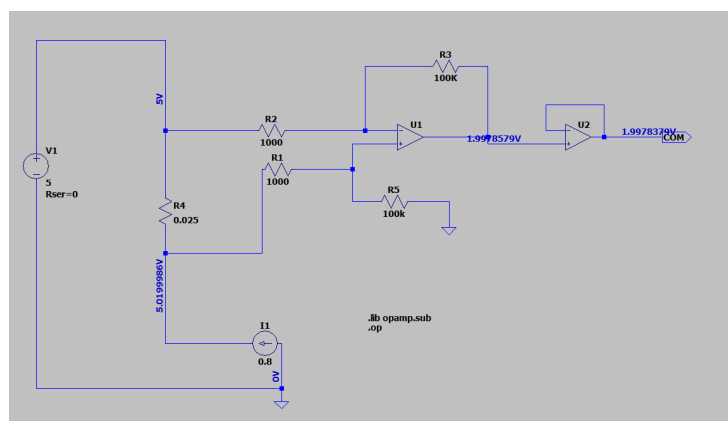 R3
100K
5V
R2
1000
U1
1.9978579V
U2
1.9978379V
COM
V1
5
Rser=0
R1
1000
R5
100k
R4
0.025
5.0199986V
.lib opamp.sub
.op
I1
0.8
0V